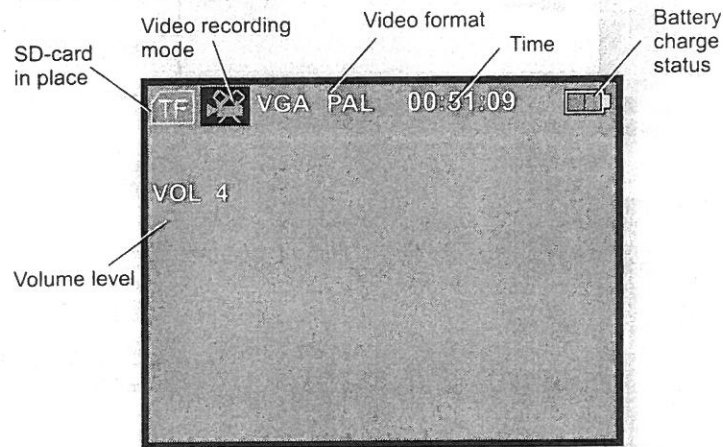 SD-card
in place
Video recording
mode
Video format
Time
Battery
charge
status
TF VGA PAL 00:51:09
VOL 4
Volume level